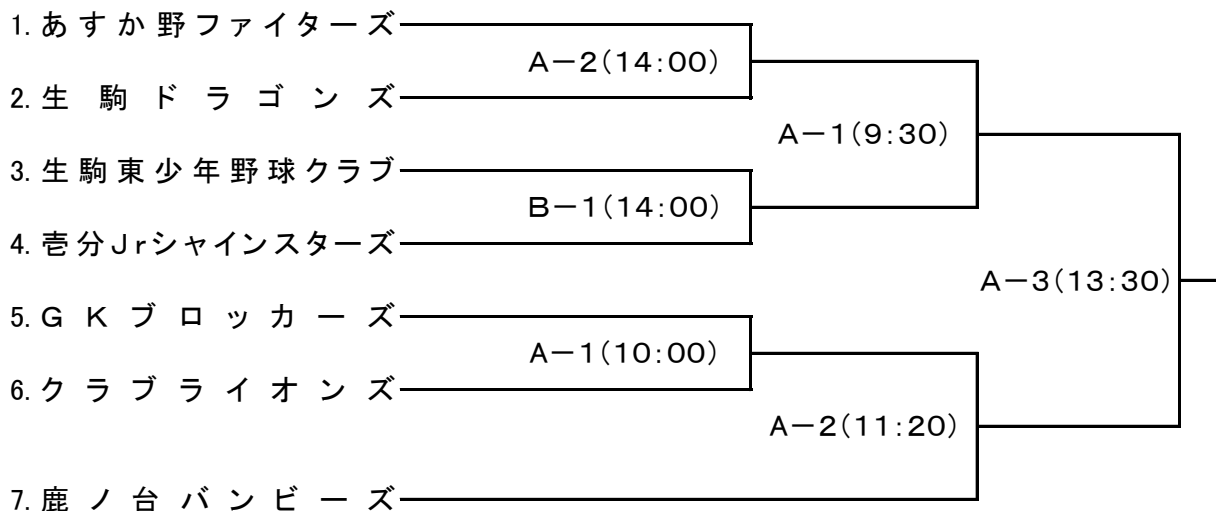 1. あすか野ファイターズ
A－2(14:00)
2. 生駒ドラゴンズ
A－1(9:30)
3. 生駒東少年野球クラブ
B－1(14:00)
4. 壱分Jrシャインスターズ
A－3(13:30)
5. GKブロッカーズ
A－1(10:00)
6. クラブライオンズ
A－2(11:20)
7. 鹿ノ台バンビーズ